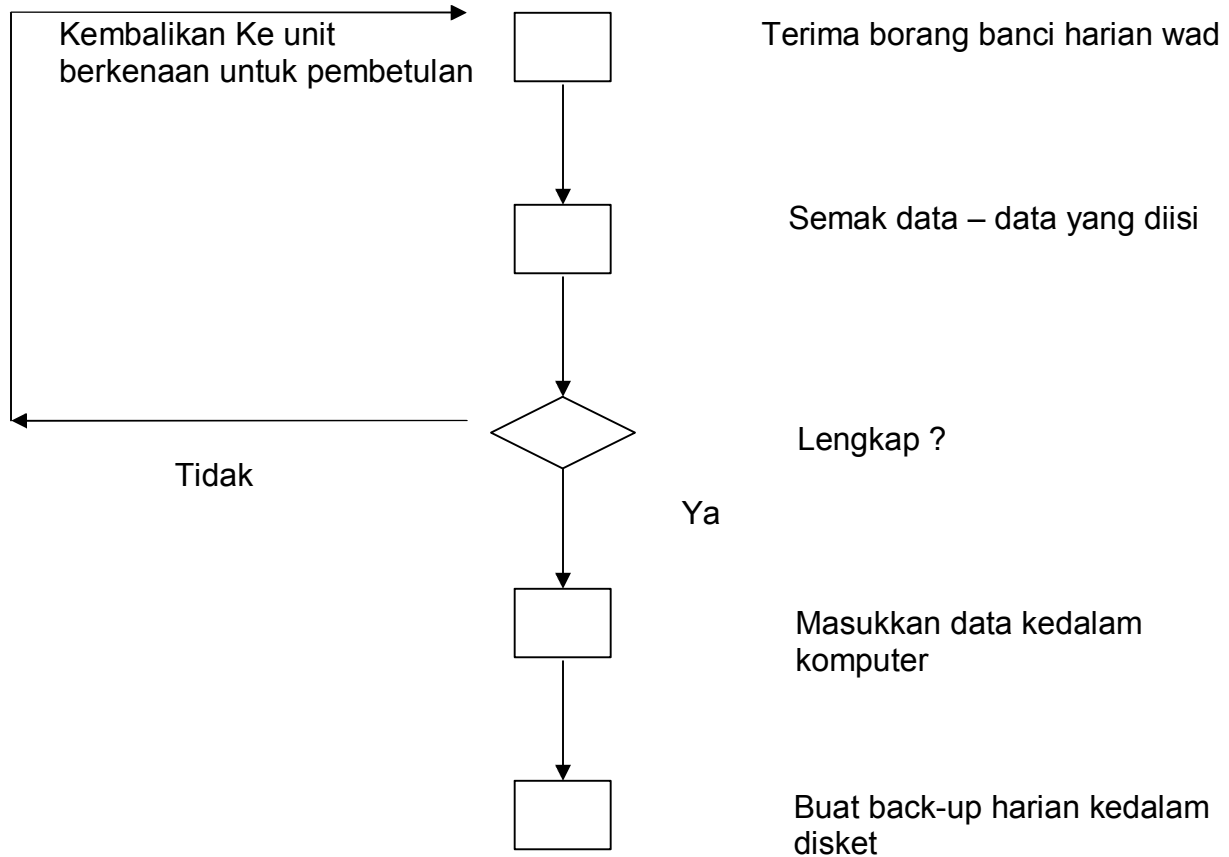 Kembalikan Ke unit
berkenaan untuk pembetulan
Terima borang banci harian wad
Semak data – data yang diisi
Lengkap ?
Tidak
Ya
Masukkan data kedalam
komputer
Buat back-up harian kedalam
disket